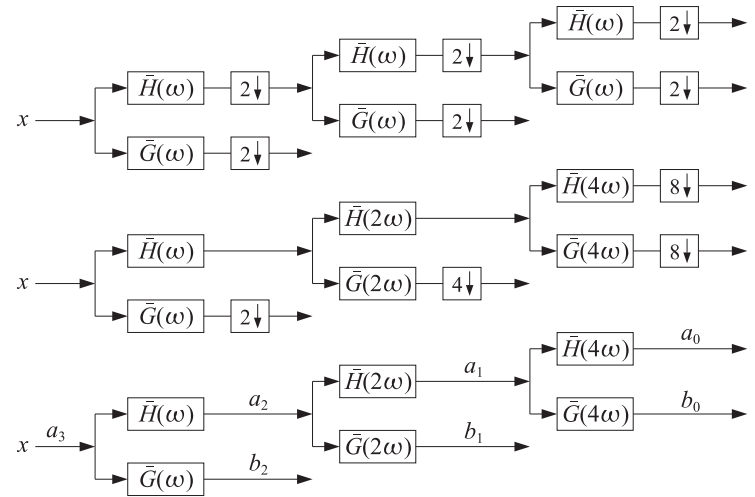 H̄(ω) 2↓
H̄(ω) 2↓
H̄(ω) 2↓ Ḡ(ω) 2↓
x Ḡ(ω) 2↓
Ḡ(ω) 2↓
H̄(4ω) 8↓
H̄(2ω)
H̄(ω) Ḡ(4ω) 8↓
x Ḡ(2ω) 4↓
Ḡ(ω) 2↓
H̄(4ω) a₀
H̄(2ω) a₁
H̄(ω) a₂ Ḡ(4ω) b₀
x a₃ Ḡ(2ω) b₁
Ḡ(ω) b₂